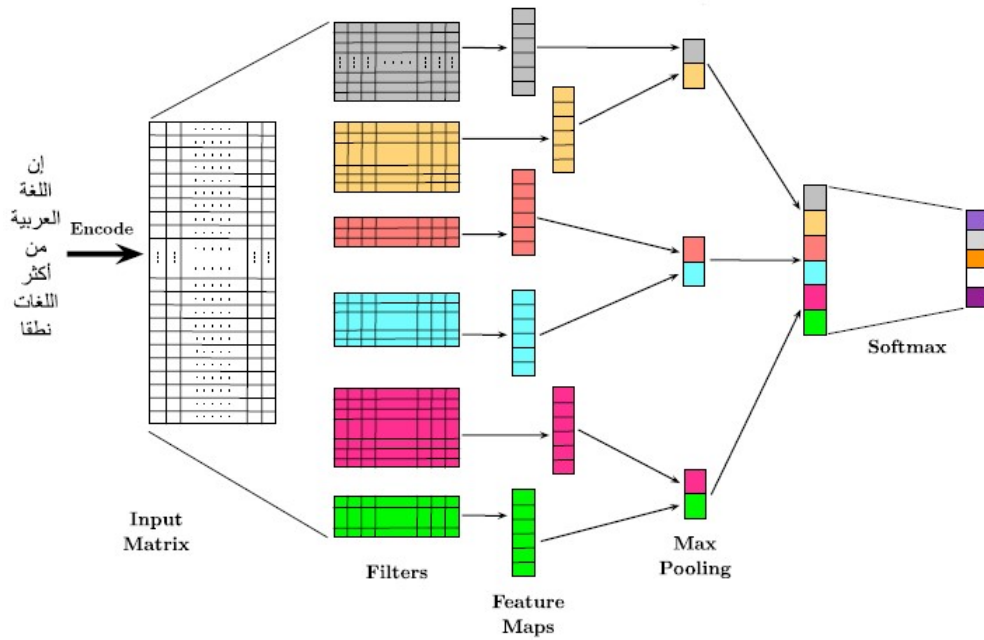 إن
اللغة
العربية
من
أكثر
اللغات
نطقا
Encode
Input
Matrix
Filters
Feature
Maps
Max
Pooling
Softmax